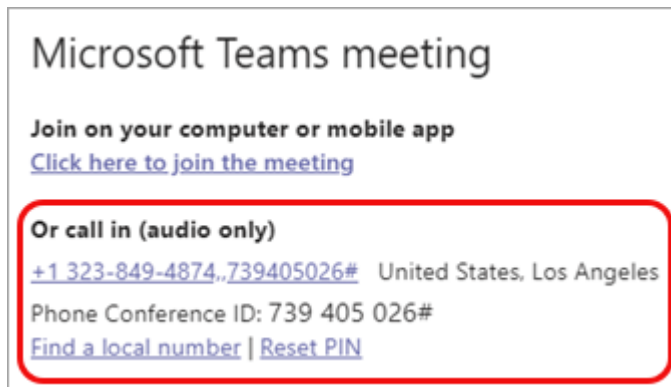 Microsoft Teams meeting
Join on your computer or mobile app
Click here to join the meeting
Or call in (audio only)
+1 323-849-4874,,739405026# United States, Los Angeles
Phone Conference ID: 739 405 026#
Find a local number | Reset PIN